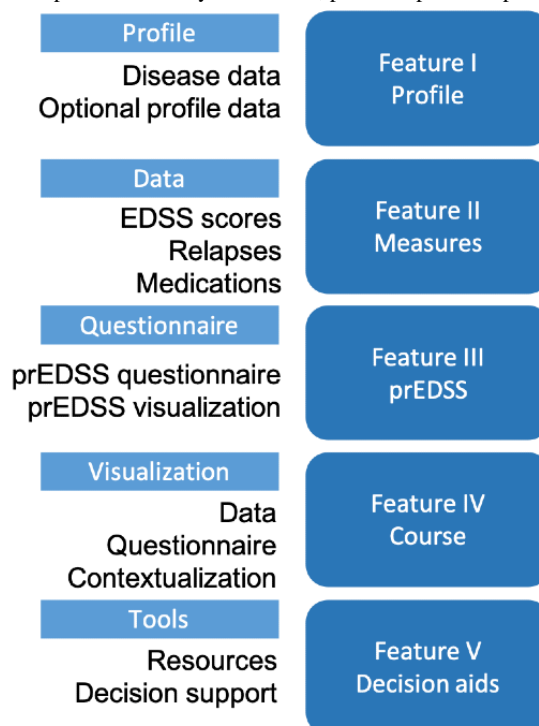 Profile
Disease data
Optional profile data
Feature I
Profile
Data
EDSS scores
Relapses
Medications
Feature II
Measures
Questionnaire
prEDSS questionnaire
prEDSS visualization
Feature III
prEDSS
Visualization
Data
Questionnaire
Contextualization
Feature IV
Course
Tools
Resources
Decision support
Feature V
Decision aids